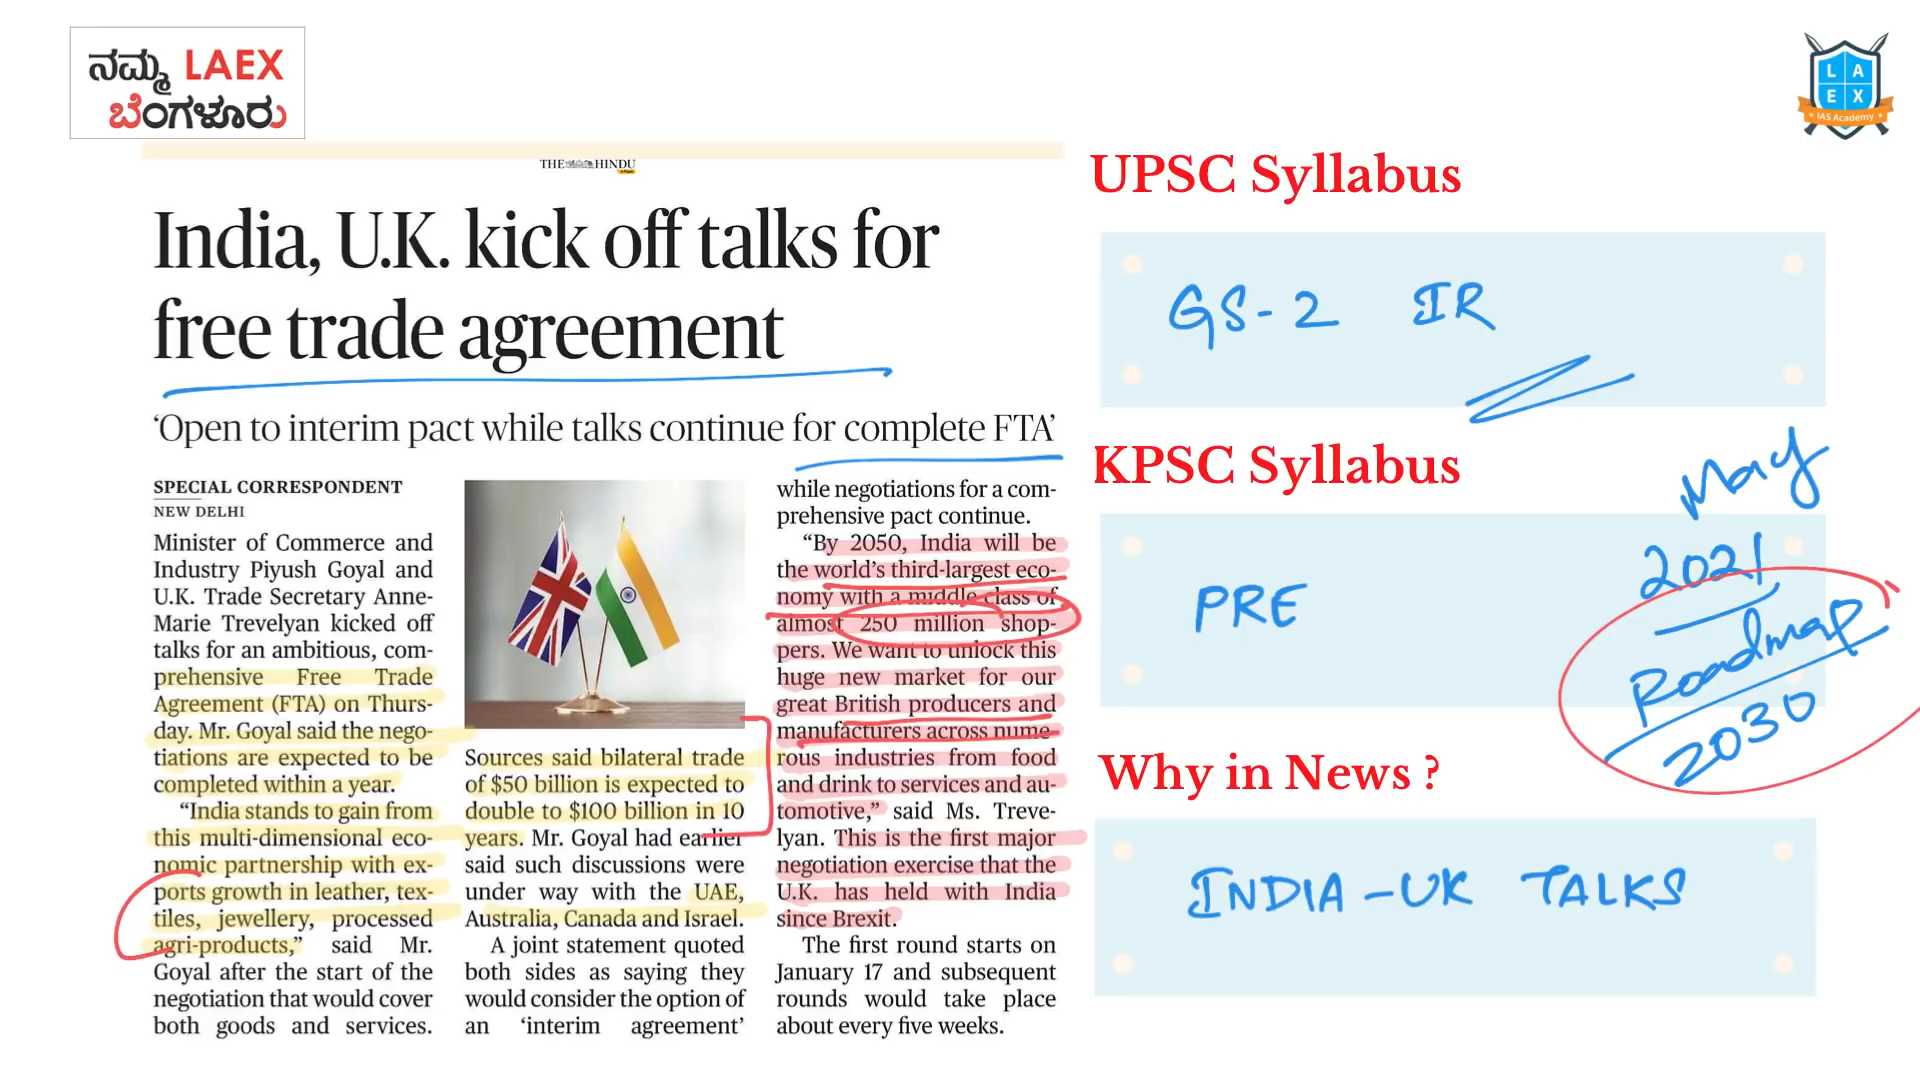 ನಮ್ಮ LAEX
ಬೆಂಗಳೂರು
L A
E X
IAS Academy
THE HINDU
India, U.K. kick off talks for
free trade agreement
‘Open to interim pact while talks continue for complete FTA’
SPECIAL CORRESPONDENT
NEW DELHI
Minister of Commerce and
Industry Piyush Goyal and
U.K. Trade Secretary Anne-
Marie Trevelyan kicked off
talks for an ambitious, com-
prehensive Free Trade
Agreement (FTA) on Thurs-
day. Mr. Goyal said the nego-
tiations are expected to be
completed within a year.
“India stands to gain from
this multi-dimensional eco-
nomic partnership with ex-
ports growth in leather, tex-
tiles, jewellery, processed
agri-products,” said Mr.
Goyal after the start of the
negotiation that would cover
both goods and services.
Sources said bilateral trade
of $50 billion is expected to
double to $100 billion in 10
years. Mr. Goyal had earlier
said such discussions were
under way with the UAE,
Australia, Canada and Israel.
A joint statement quoted
both sides as saying they
would consider the option of
an ‘interim agreement’
while negotiations for a com-
prehensive pact continue.
“By 2050, India will be
the world’s third-largest eco-
nomy with a middle class of
almost 250 million shop-
pers. We want to unlock this
huge new market for our
great British producers and
manufacturers across nume-
rous industries from food
and drink to services and au-
tomotive,” said Ms. Treve-
lyan. This is the first major
negotiation exercise that the
U.K. has held with India
since Brexit.
The first round starts on
January 17 and subsequent
rounds would take place
about every five weeks.
UPSC Syllabus
GS-2 IR
KPSC Syllabus
PRE
May
2021
Roadmap
2030
Why in News ?
INDIA-UK TALKS